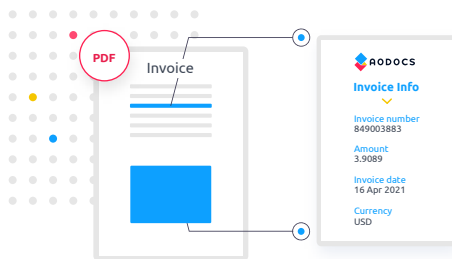 PDF
Invoice
AODOCS
Invoice Info
Invoice number
849003883
Amount
3.9089
Invoice date
16 Apr 2021
Currency
USD